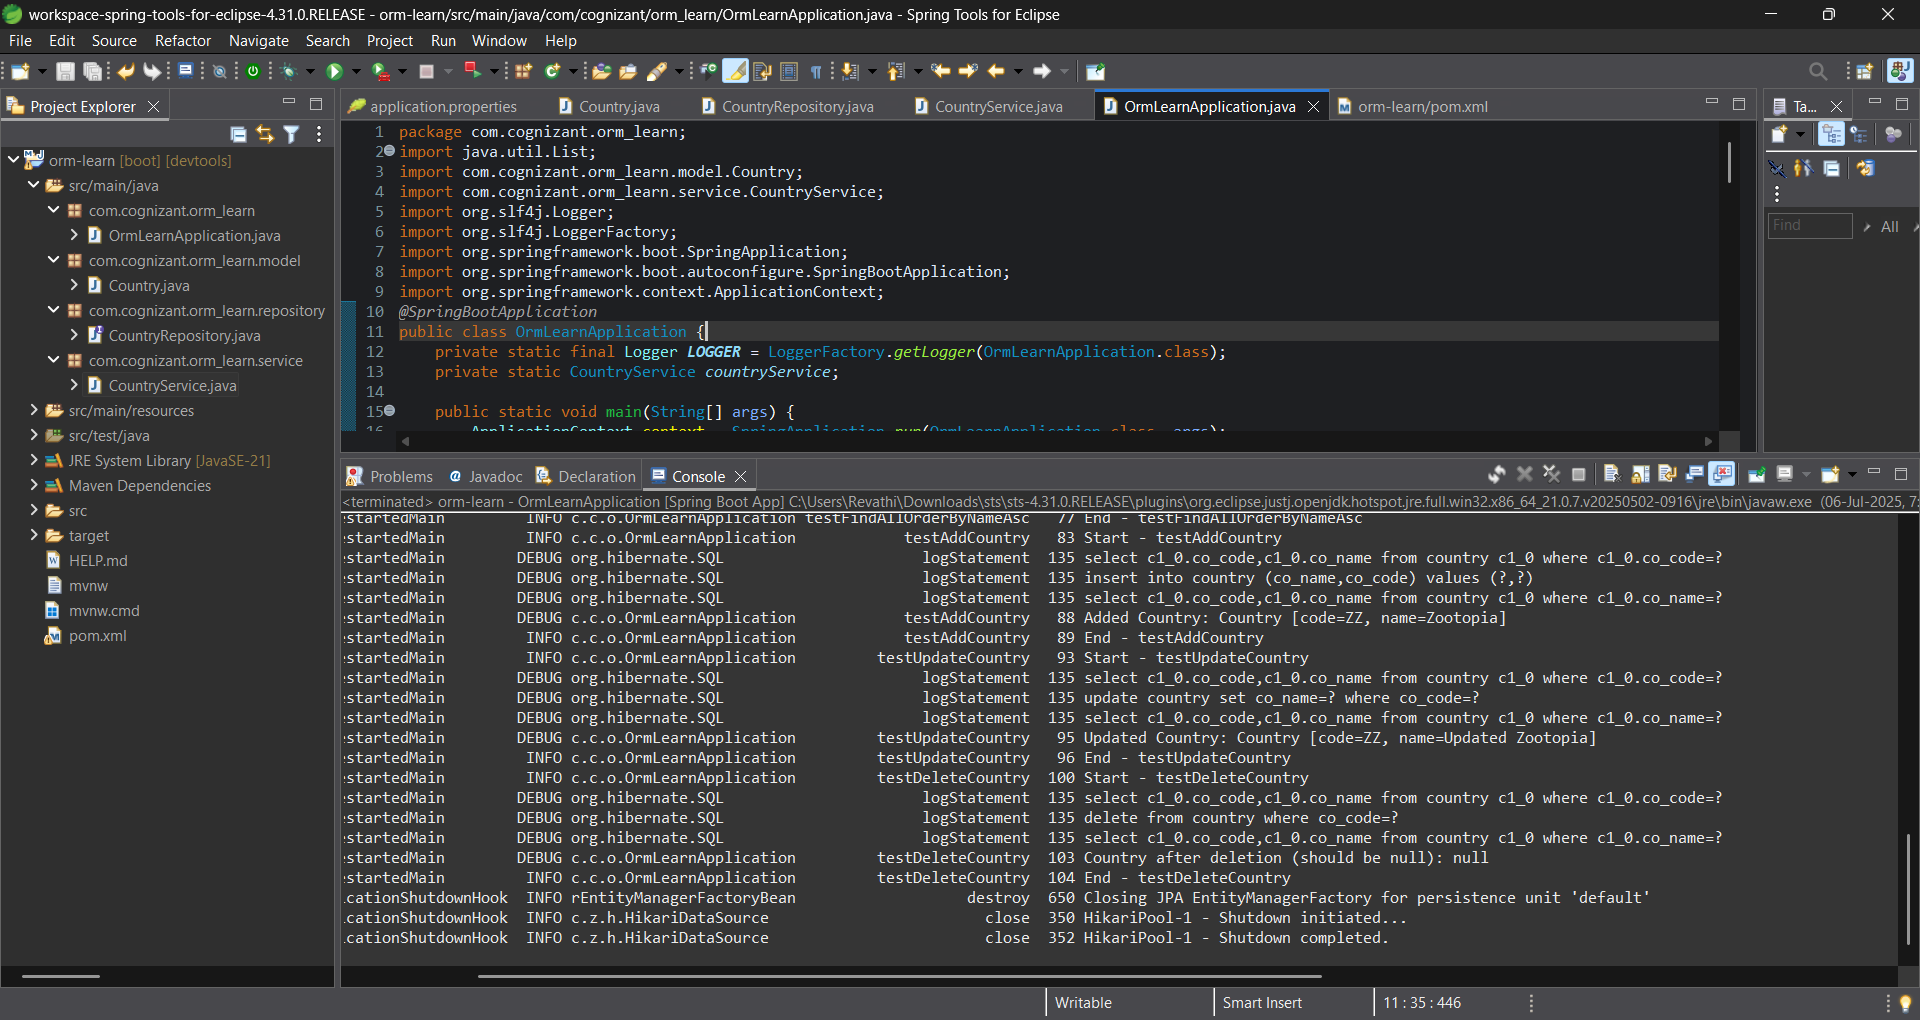 workspace-spring-tools-for-eclipse-4.31.0.RELEASE - orm-learn/src/main/java/com/cognizant/orm_learn/OrmLearnApplication.java - Spring Tools for Eclipse
File Edit Source Refactor Navigate Search Project Run Window Help
Project Explorer
orm-learn [boot] [devtools]
src/main/java
com.cognizant.orm_learn
OrmLearnApplication.java
com.cognizant.orm_learn.model
Country.java
com.cognizant.orm_learn.repository
CountryRepository.java
com.cognizant.orm_learn.service
CountryService.java
src/main/resources
src/test/java
JRE System Library [JavaSE-21]
Maven Dependencies
src
target
HELP.md
mvnw
mvnw.cmd
pom.xml
application.properties Country.java CountryRepository.java CountryService.java OrmLearnApplication.java orm-learn/pom.xml
1 package com.cognizant.orm_learn;
2 import java.util.List;
3 import com.cognizant.orm_learn.model.Country;
4 import com.cognizant.orm_learn.service.CountryService;
5 import org.slf4j.Logger;
6 import org.slf4j.LoggerFactory;
7 import org.springframework.boot.SpringApplication;
8 import org.springframework.boot.autoconfigure.SpringBootApplication;
9 import org.springframework.context.ApplicationContext;
10 @SpringBootApplication
11 public class OrmLearnApplication {
12 private static final Logger LOGGER = LoggerFactory.getLogger(OrmLearnApplication.class);
13 private static CountryService countryService;
14
15 public static void main(String[] args) {
16 ApplicationContext context = SpringApplication.run(OrmLearnApplication.class, args);
Ta...
Find All
Problems Javadoc Declaration Console
<terminated> orm-learn - OrmLearnApplication [Spring Boot App] C:\Users\Revathi\Downloads\sts\sts-4.31.0.RELEASE\plugins\org.eclipse.justj.openjdk.hotspot.jre.full.win32.x86_64_21.0.7.v20250502-0916\jre\bin\javaw.exe (06-Jul-2025, 7:
startedMain INFO c.c.o.OrmLearnApplication testFindAllOrderByNameAsc 77 End - testFindAllOrderByNameAsc
startedMain INFO c.c.o.OrmLearnApplication testAddCountry 83 Start - testAddCountry
startedMain DEBUG org.hibernate.SQL logStatement 135 select c1_0.co_code,c1_0.co_name from country c1_0 where c1_0.co_code=?
startedMain DEBUG org.hibernate.SQL logStatement 135 insert into country (co_name,co_code) values (?,?)
startedMain DEBUG org.hibernate.SQL logStatement 135 select c1_0.co_code,c1_0.co_name from country c1_0 where c1_0.co_name=?
startedMain DEBUG c.c.o.OrmLearnApplication testAddCountry 88 Added Country: Country [code=ZZ, name=Zootopia]
startedMain INFO c.c.o.OrmLearnApplication testAddCountry 89 End - testAddCountry
startedMain INFO c.c.o.OrmLearnApplication testUpdateCountry 93 Start - testUpdateCountry
startedMain DEBUG org.hibernate.SQL logStatement 135 select c1_0.co_code,c1_0.co_name from country c1_0 where c1_0.co_code=?
startedMain DEBUG org.hibernate.SQL logStatement 135 update country set co_name=? where co_code=?
startedMain DEBUG org.hibernate.SQL logStatement 135 select c1_0.co_code,c1_0.co_name from country c1_0 where c1_0.co_name=?
startedMain DEBUG c.c.o.OrmLearnApplication testUpdateCountry 95 Updated Country: Country [code=ZZ, name=Updated Zootopia]
startedMain INFO c.c.o.OrmLearnApplication testUpdateCountry 96 End - testUpdateCountry
startedMain INFO c.c.o.OrmLearnApplication testDeleteCountry 100 Start - testDeleteCountry
startedMain DEBUG org.hibernate.SQL logStatement 135 select c1_0.co_code,c1_0.co_name from country c1_0 where c1_0.co_code=?
startedMain DEBUG org.hibernate.SQL logStatement 135 delete from country where co_code=?
startedMain DEBUG org.hibernate.SQL logStatement 135 select c1_0.co_code,c1_0.co_name from country c1_0 where c1_0.co_name=?
startedMain DEBUG c.c.o.OrmLearnApplication testDeleteCountry 103 Country after deletion (should be null): null
startedMain INFO c.c.o.OrmLearnApplication testDeleteCountry 104 End - testDeleteCountry
cationShutdownHook INFO rEntityManagerFactoryBean destroy 650 Closing JPA EntityManagerFactory for persistence unit 'default'
cationShutdownHook INFO c.z.h.HikariDataSource close 350 HikariPool-1 - Shutdown initiated...
cationShutdownHook INFO c.z.h.HikariDataSource close 352 HikariPool-1 - Shutdown completed.
Writable Smart Insert 11 : 35 : 446